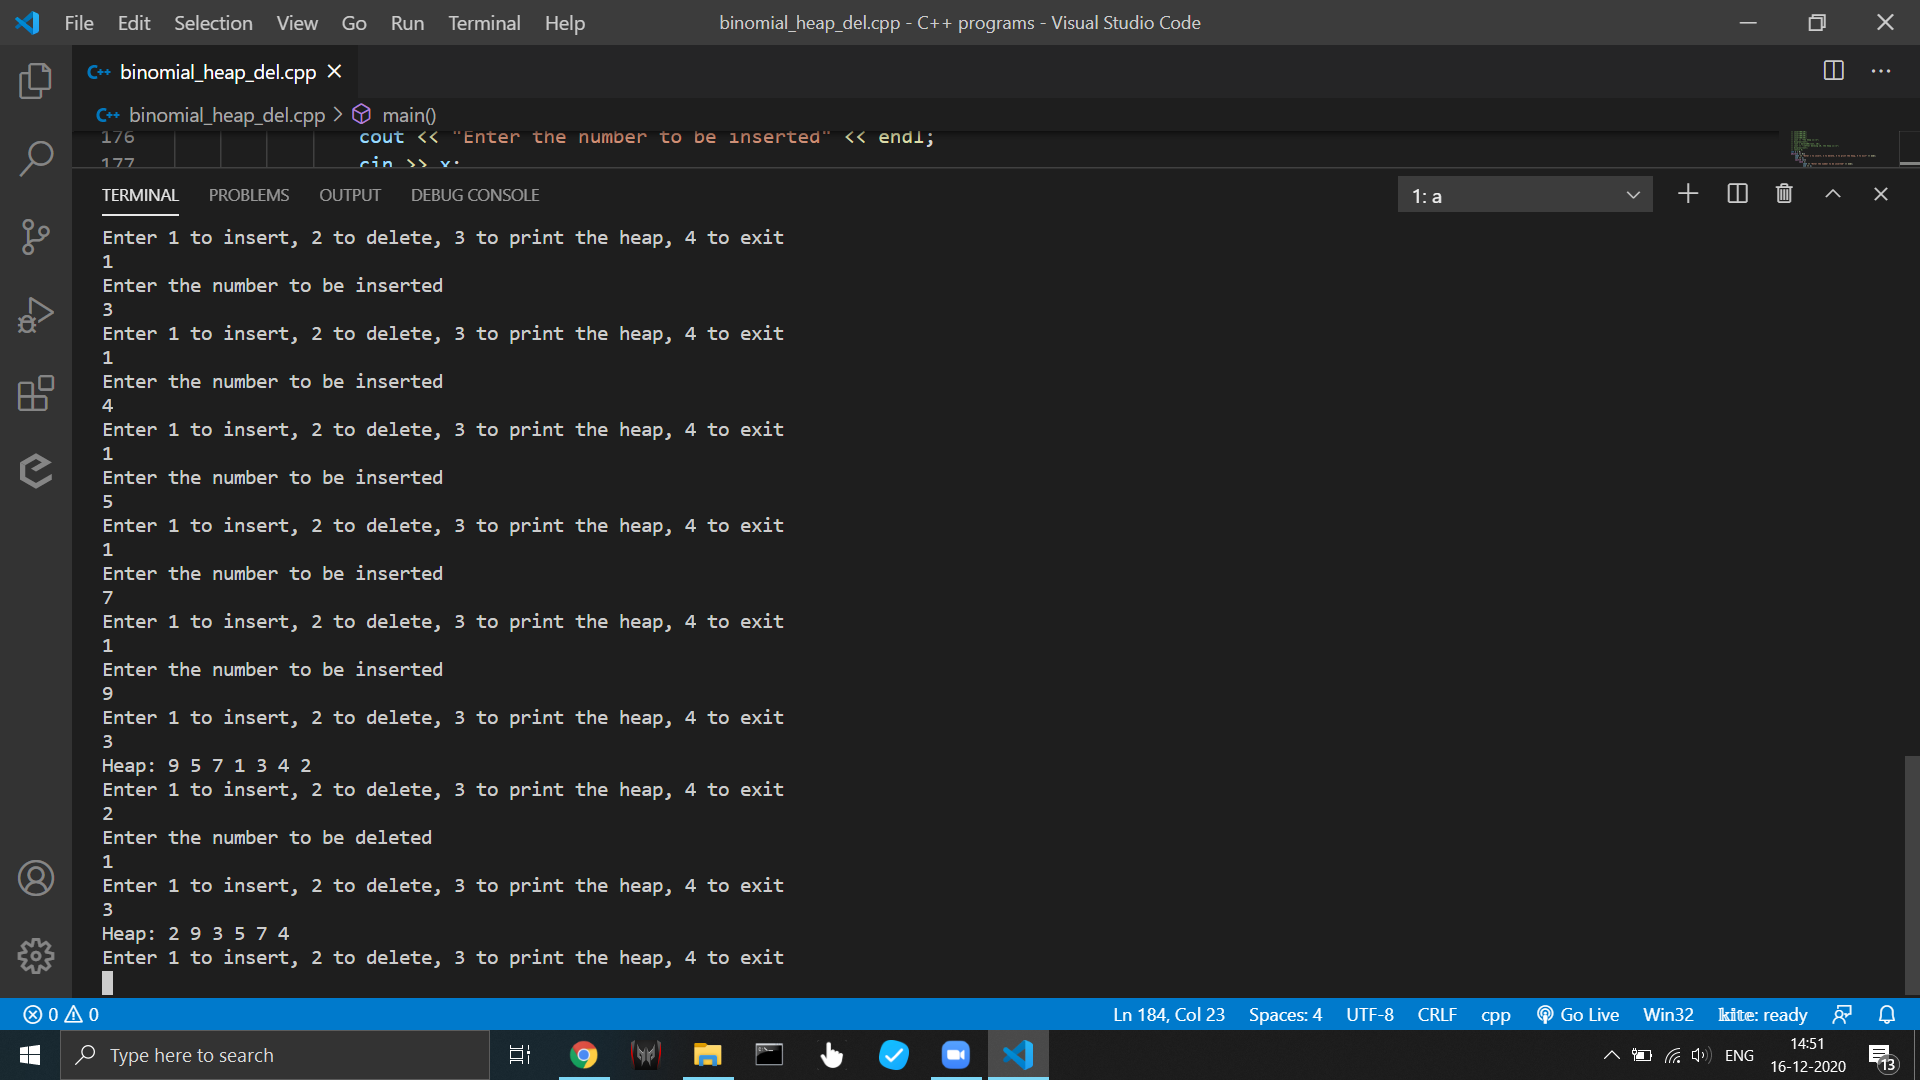 File Edit Selection View Go Run Terminal Help binomial_heap_del.cpp - C++ programs - Visual Studio Code
C++ binomial_heap_del.cpp
C++ binomial_heap_del.cpp > main()
176 cout << "Enter the number to be inserted" << endl;
177 cin >> x;
TERMINAL PROBLEMS OUTPUT DEBUG CONSOLE 1: a
Enter 1 to insert, 2 to delete, 3 to print the heap, 4 to exit
1
Enter the number to be inserted
3
Enter 1 to insert, 2 to delete, 3 to print the heap, 4 to exit
1
Enter the number to be inserted
4
Enter 1 to insert, 2 to delete, 3 to print the heap, 4 to exit
1
Enter the number to be inserted
5
Enter 1 to insert, 2 to delete, 3 to print the heap, 4 to exit
1
Enter the number to be inserted
7
Enter 1 to insert, 2 to delete, 3 to print the heap, 4 to exit
1
Enter the number to be inserted
9
Enter 1 to insert, 2 to delete, 3 to print the heap, 4 to exit
3
Heap: 9 5 7 1 3 4 2
Enter 1 to insert, 2 to delete, 3 to print the heap, 4 to exit
2
Enter the number to be deleted
1
Enter 1 to insert, 2 to delete, 3 to print the heap, 4 to exit
3
Heap: 2 9 3 5 7 4
Enter 1 to insert, 2 to delete, 3 to print the heap, 4 to exit
0 0 Ln 184, Col 23 Spaces: 4 UTF-8 CRLF cpp Go Live Win32 kite: ready
Type here to search ENG 14:51
16-12-2020 13